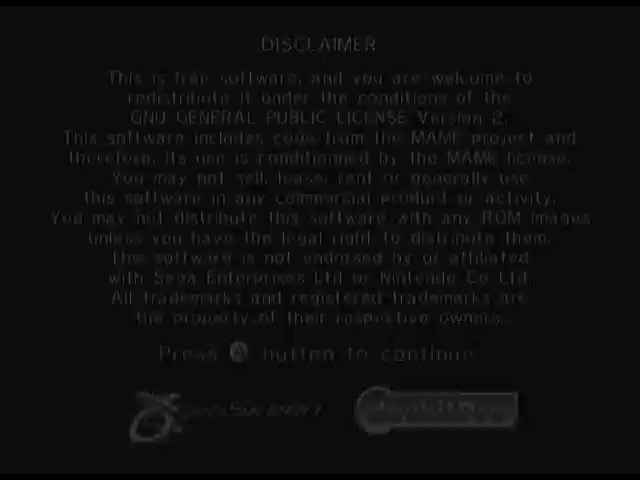 DISCLAIMER
This is free software, and you are welcome to
redistribute it under the conditions of the
GNU GENERAL PUBLIC LICENSE Version 2.
This software includes code from the MAME project and
therefore, its use is conditionned by the MAME license.
You may not sell, lease, rent or generally use
this software in any commercial product or activity.
You may not distribute this software with any ROM images
unless you have the legal right to distribute them.
This software is not endorsed by or affiliated
with Sega Enterprises Ltd or Nintendo Co Ltd.
All trademarks and registered trademarks are
the property of their respective owners.
Press A button to continue